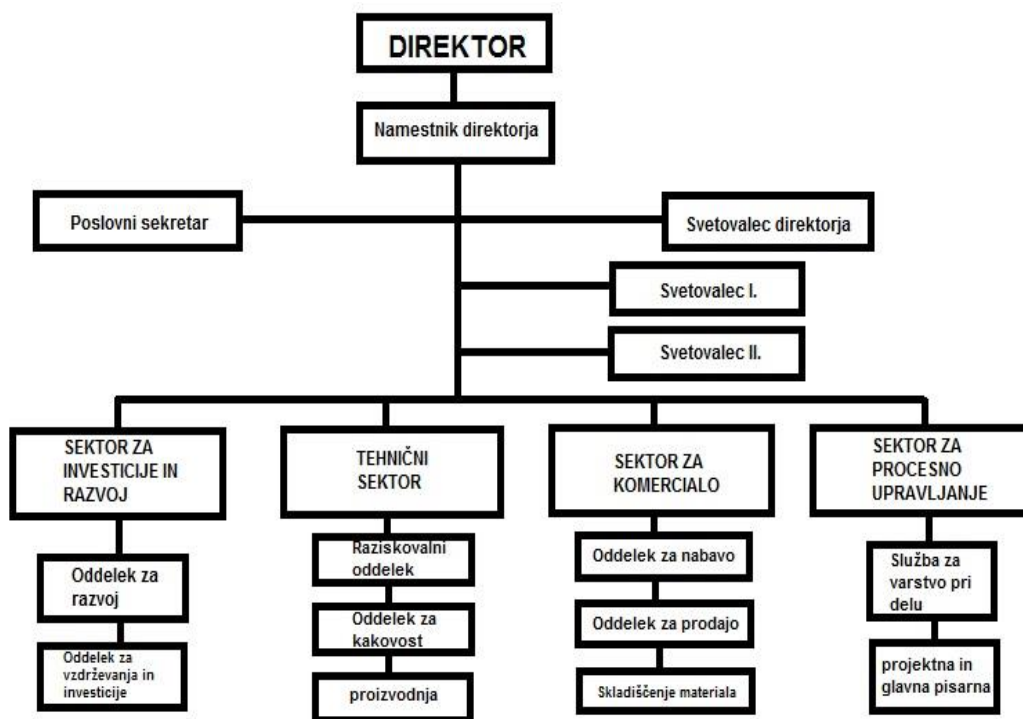 DIREKTOR
Namestnik direktorja
Poslovni sekretar
Svetovalec direktorja
Svetovalec I.
Svetovalec II.
SEKTOR ZA
INVESTICIJE IN
RAZVOJ
TEHNIČNI
SEKTOR
SEKTOR ZA
KOMERCIALO
SEKTOR ZA
PROCESNO
UPRAVLJANJE
Oddelek za
razvoj
Oddelek za
vzdrževanja in
investicije
Raziskovalni
oddelek
Oddelek za
kakovost
proizvodnja
Oddelek za nabavo
Oddelek za prodajo
Skladiščenje materiala
Služba za
varstvo pri
delu
projektna in
glavna pisarna